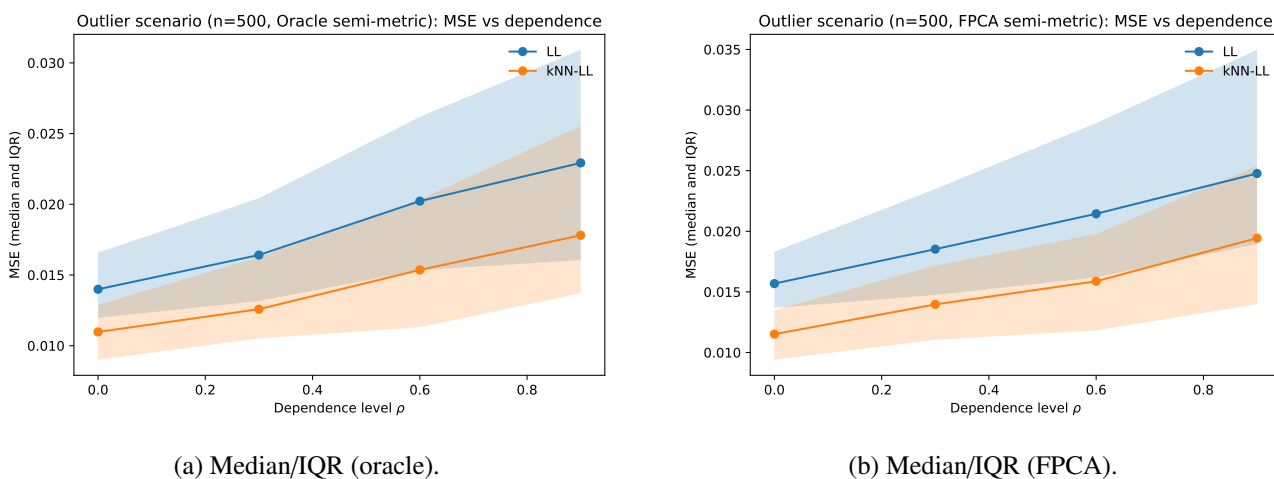 Outlier scenario (n=500, Oracle semi-metric): MSE vs dependence
LL
kNN-LL
0.030
0.025
0.020
0.015
0.010
MSE (median and IQR)
0.0 0.2 0.4 0.6 0.8
Dependence level ρ
(a) Median/IQR (oracle).
Outlier scenario (n=500, FPCA semi-metric): MSE vs dependence
LL
kNN-LL
0.035
0.030
0.025
0.020
0.015
0.010
MSE (median and IQR)
0.0 0.2 0.4 0.6 0.8
Dependence level ρ
(b) Median/IQR (FPCA).